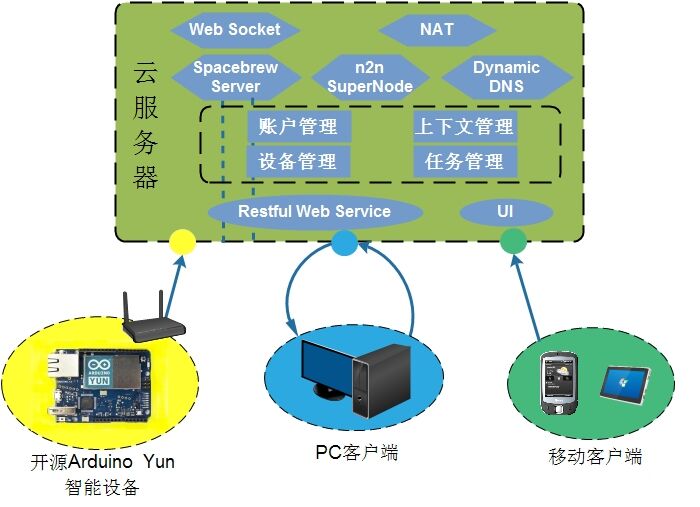 云服务器
Web Socket
NAT
Spacebrew
Server
n2n
SuperNode
Dynamic
DNS
账户管理
上下文管理
设备管理
任务管理
Restful Web Service
UI
ARDUINO
YUN
开源Arduino Yun
智能设备
PC客户端
移动客户端